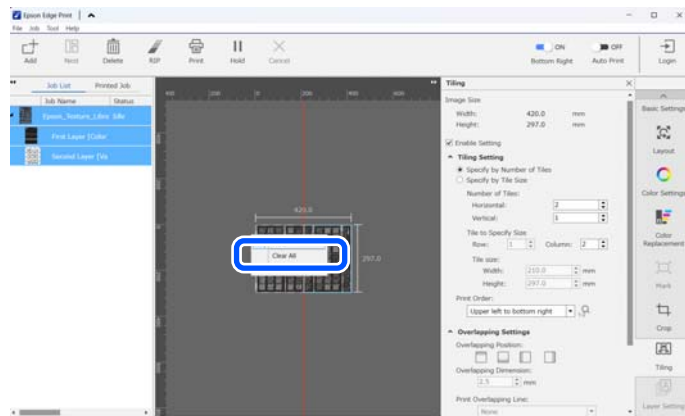 Epson Edge Print
File Job Tool Help
Add Nest Delete RIP Print Hold Cancel
ON OFF
Bottom Right Auto Print Login
Job List Printed Job
Job Name Status
Epson_Texture_Libra Idle
First Layer [Color_
Second Layer [Va
420.0
297.0
Clear All
Tiling
Image Size
Width: 420.0 mm
Height: 297.0 mm
Enable Setting
Tiling Setting
Specify by Number of Tiles
Specify by Tile Size
Number of Tiles:
Horizontal: 2
Vertical: 1
Tile to Specify Size
Row: 1 Column: 2
Tile size:
Width: 210.0 mm
Height: 297.0 mm
Print Order:
Upper left to bottom right
Overlapping Settings
Overlapping Position:
Overlapping Dimension:
2.5 mm
Print Overlapping Line:
None
Basic Settings
Layout
Color Settings
Color
Replacement
Mark
Crop
Tiling
Layer Setting